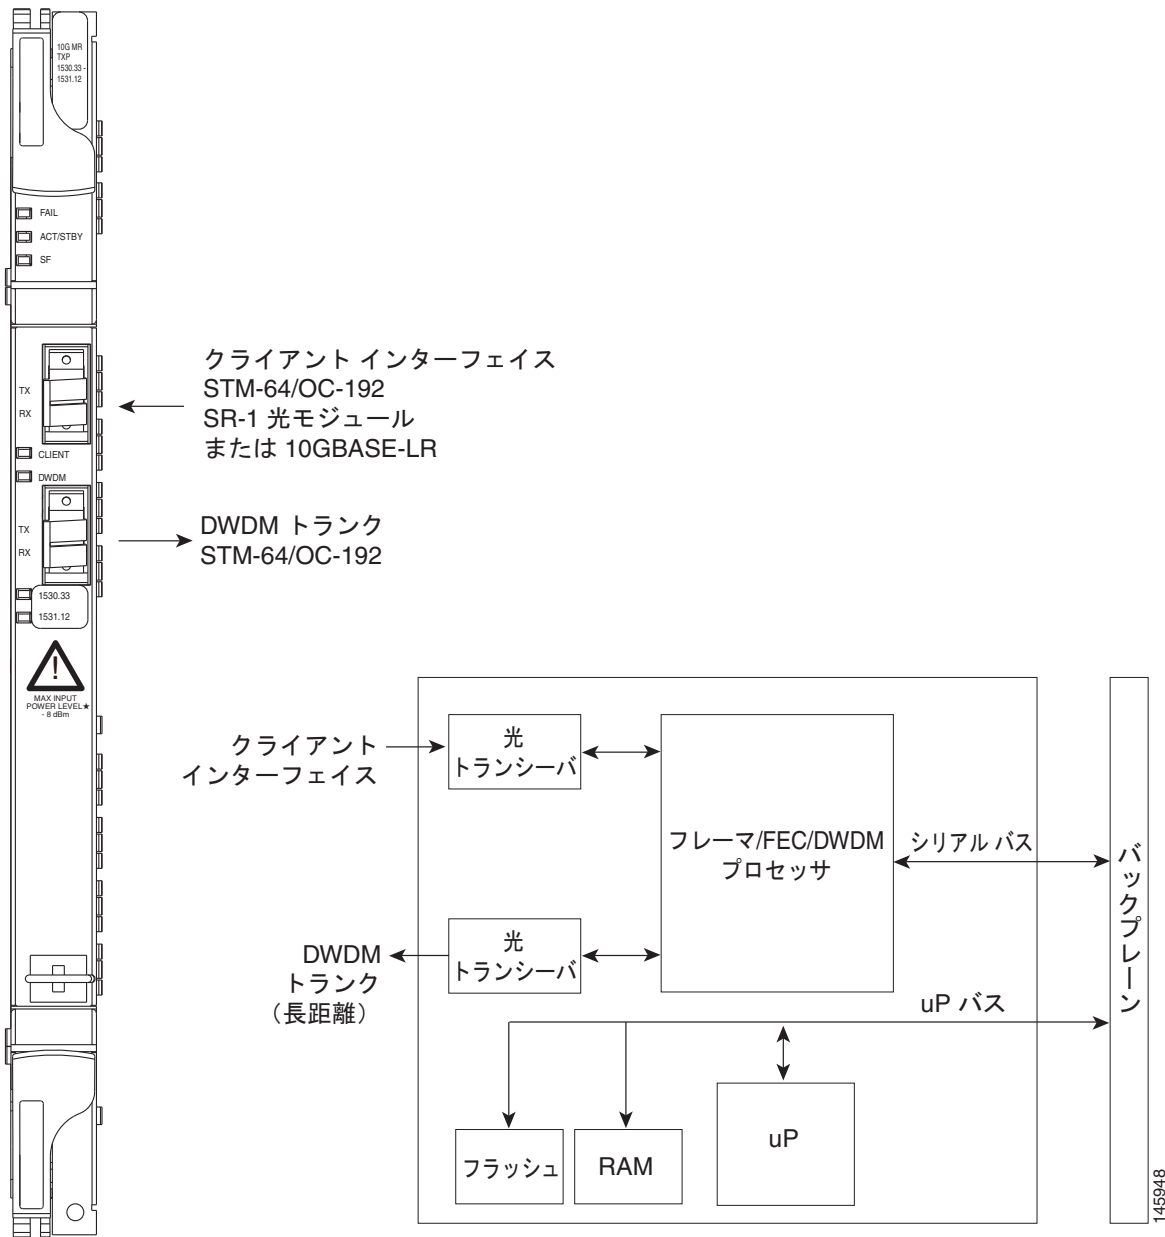 10G MR
TXP
1530.33 -
1531.12
FAIL
ACT/STBY
SF
TX
RX
CLIENT
DWDM
TX
RX
1530.33
1531.12
MAX INPUT
POWER LEVEL★
- 8 dBm
クライアント インターフェイス
STM-64/OC-192
SR-1 光モジュール
または 10GBASE-LR
DWDM トランク
STM-64/OC-192
クライアント
インターフェイス
光
トランシーバ
フレーマ/FEC/DWDM
プロセッサ
シリアル バス
バックプレーン
DWDM
トランク
（長距離）
光
トランシーバ
uP バス
フラッシュ
RAM
uP
145948